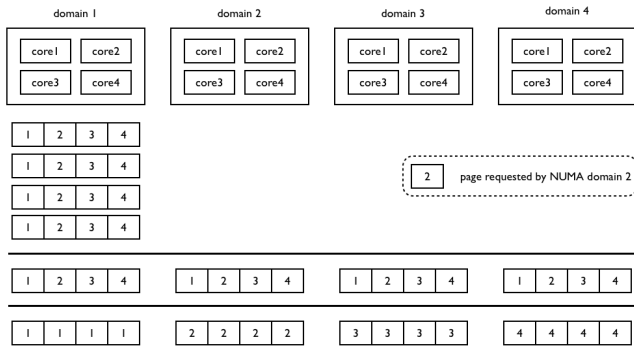 domain 1 domain 2 domain 3 domain 4
core1 core2 core1 core2 core1 core2 core1 core2
core3 core4 core3 core4 core3 core4 core3 core4
1 2 3 4
1 2 3 4
1 2 3 4
1 2 3 4
2 page requested by NUMA domain 2
1 2 3 4 1 2 3 4 1 2 3 4 1 2 3 4
1 1 1 1 2 2 2 2 3 3 3 3 4 4 4 4